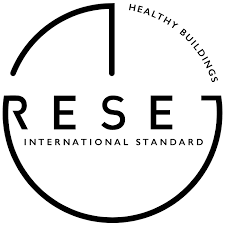 HEALTHY BUILDINGS
RESET
INTERNATIONAL STANDARD